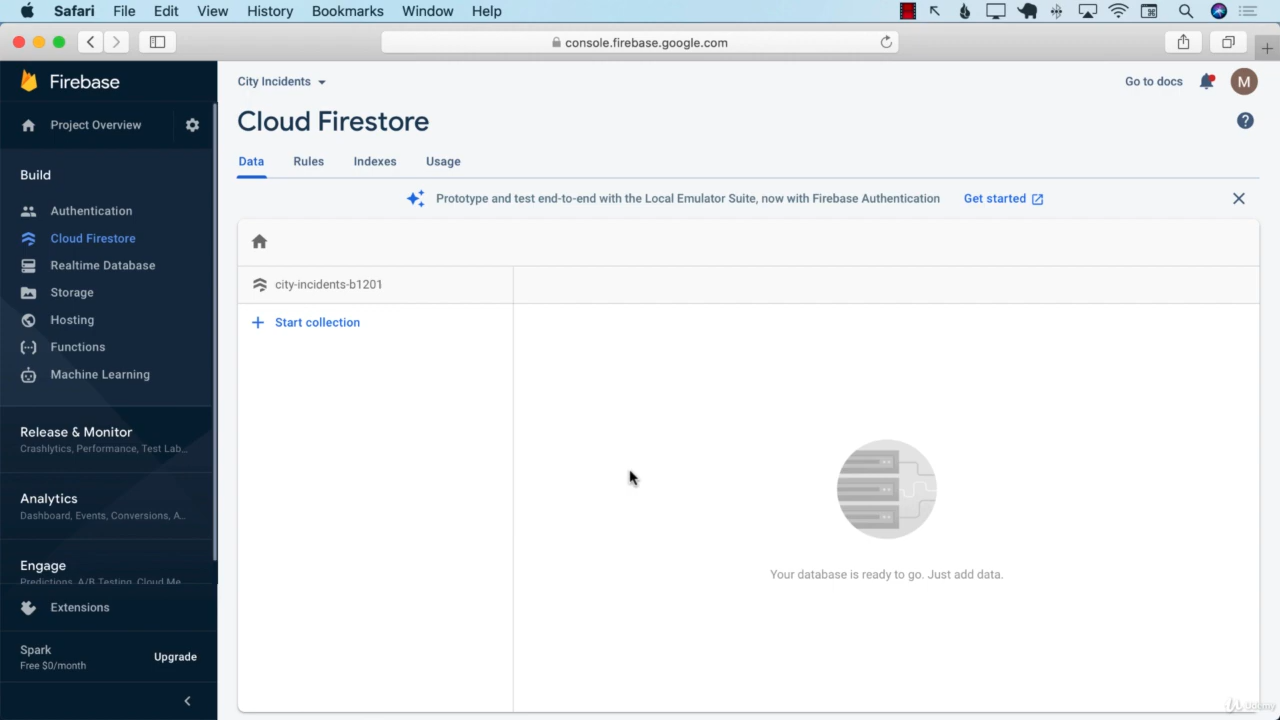 Safari File Edit View History Bookmarks Window Help
console.firebase.google.com
Firebase
Project Overview
Build
Authentication
Cloud Firestore
Realtime Database
Storage
Hosting
Functions
Machine Learning
Release & Monitor
Crashlytics, Performance, Test Lab...
Analytics
Dashboard, Events, Conversions, A...
Engage
Predictions, A/B Testing, Cloud Me
Extensions
Spark
Free $0/month
Upgrade
City Incidents
Go to docs
M
Cloud Firestore
?
Data Rules Indexes Usage
Prototype and test end-to-end with the Local Emulator Suite, now with Firebase Authentication Get started
city-incidents-b1201
+ Start collection
Your database is ready to go. Just add data.
Udemy